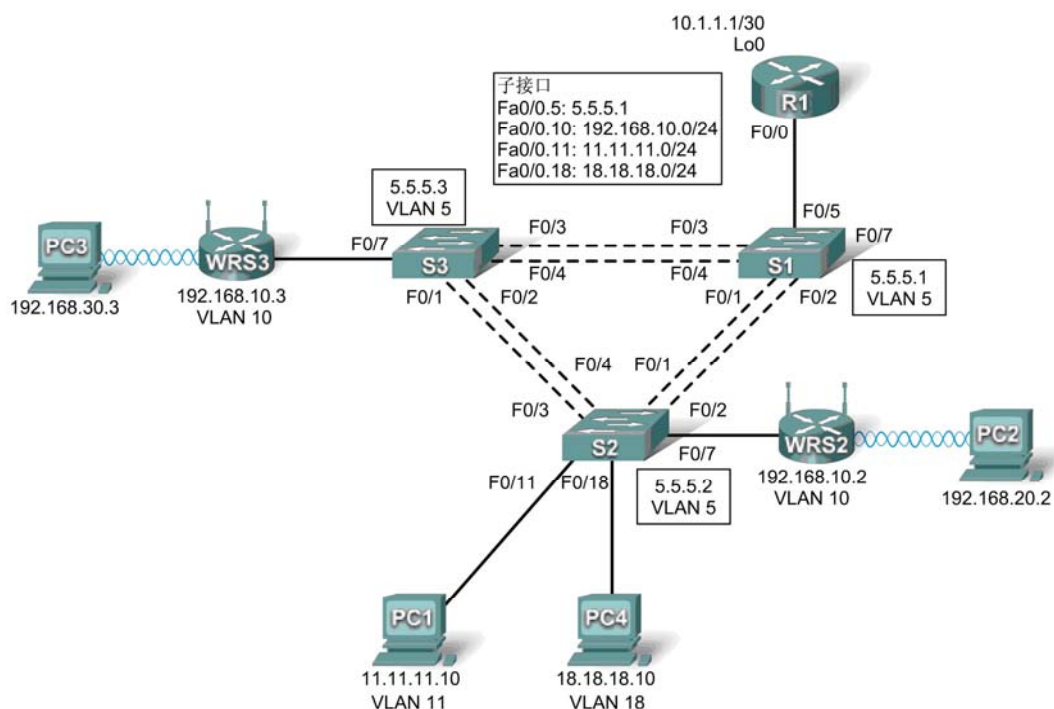 10.1.1.1/30
Lo0
R1
F0/0
子接口
Fa0/0.5: 5.5.5.1
Fa0/0.10: 192.168.10.0/24
Fa0/0.11: 11.11.11.0/24
Fa0/0.18: 18.18.18.0/24
5.5.5.3
VLAN 5
PC3
192.168.30.3
WRS3
192.168.10.3
VLAN 10
F0/7
S3
F0/3
F0/4
F0/1
F0/2
F0/3
F0/4
S1
F0/5
F0/7
F0/1
F0/2
5.5.5.1
VLAN 5
F0/4
F0/3
F0/1
F0/2
S2
F0/7
F0/11
F0/18
5.5.5.2
VLAN 5
WRS2
192.168.10.2
VLAN 10
PC2
192.168.20.2
PC1
11.11.11.10
VLAN 11
PC4
18.18.18.10
VLAN 18